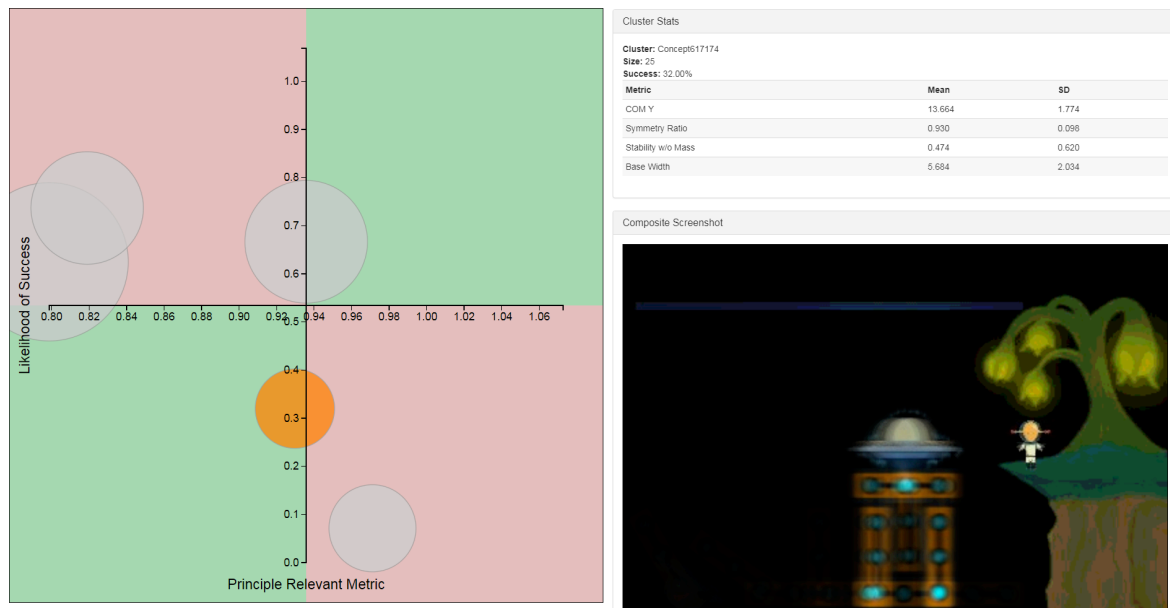 1.0
0.9
0.8
0.7
0.6
0.5
0.4
0.3
0.2
0.1
0.0
0.80 0.82 0.84 0.86 0.88 0.90 0.92 0.94 0.96 0.98 1.00 1.02 1.04 1.06
Likelihood of Success
Principle Relevant Metric
Cluster Stats
Cluster: Concept617174
Size: 25
Success: 32.00%
Metric Mean SD
COM Y 13.664 1.774
Symmetry Ratio 0.930 0.098
Stability w/o Mass 0.474 0.620
Base Width 5.684 2.034
Composite Screenshot